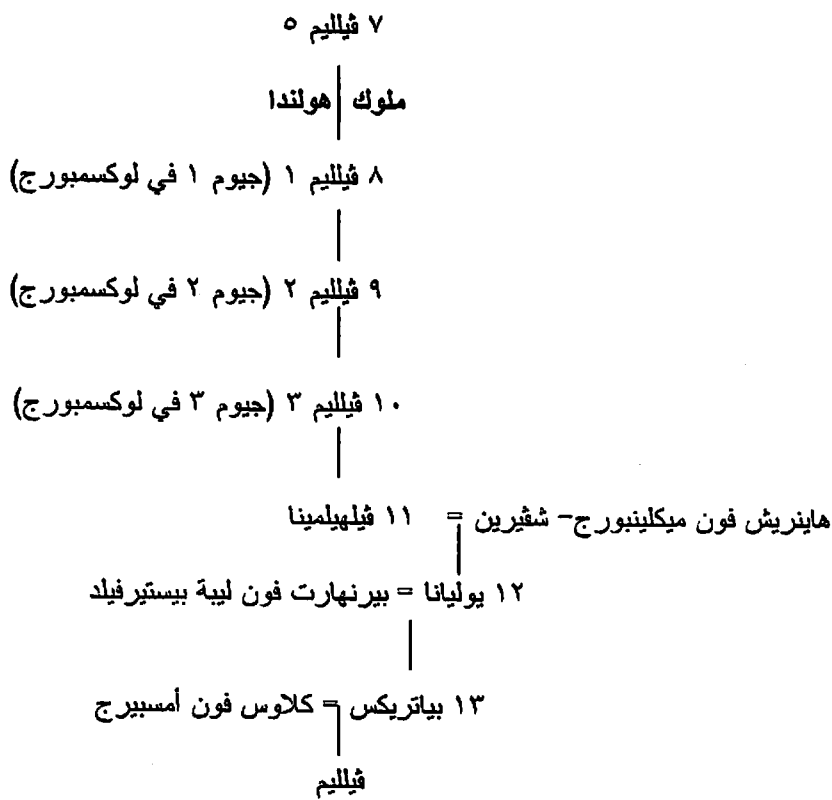 ٧ ڤيلليم ٥
ملوك هولندا
٨ ڤيلليم ١ (جيوم ١ في لوكسمبورج)
٩ ڤيلليم ٢ (جيوم ٢ في لوكسمبورج)
١٠ ڤيلليم ٣ (جيوم ٣ في لوكسمبورج)
هاينريش فون ميكلينبورج- شڤيرين = ١١ ڤيلهيلمينا
١٢ يوليانا = بيرنهارت فون ليبة بيستيرفيلد
١٣ بياتريكس = كلاوس فون أمسبيرج
ڤيلليم